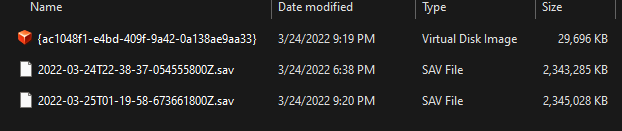 Name Date modified Type Size
{ac1048f1-e4bd-409f-9a42-0a138ae9aa33} 3/24/2022 9:19 PM Virtual Disk Image 29,696 KB
2022-03-24T22-38-37-054555800Z.sav 3/24/2022 6:38 PM SAV File 2,343,285 KB
2022-03-25T01-19-58-673661800Z.sav 3/24/2022 9:20 PM SAV File 2,345,028 KB